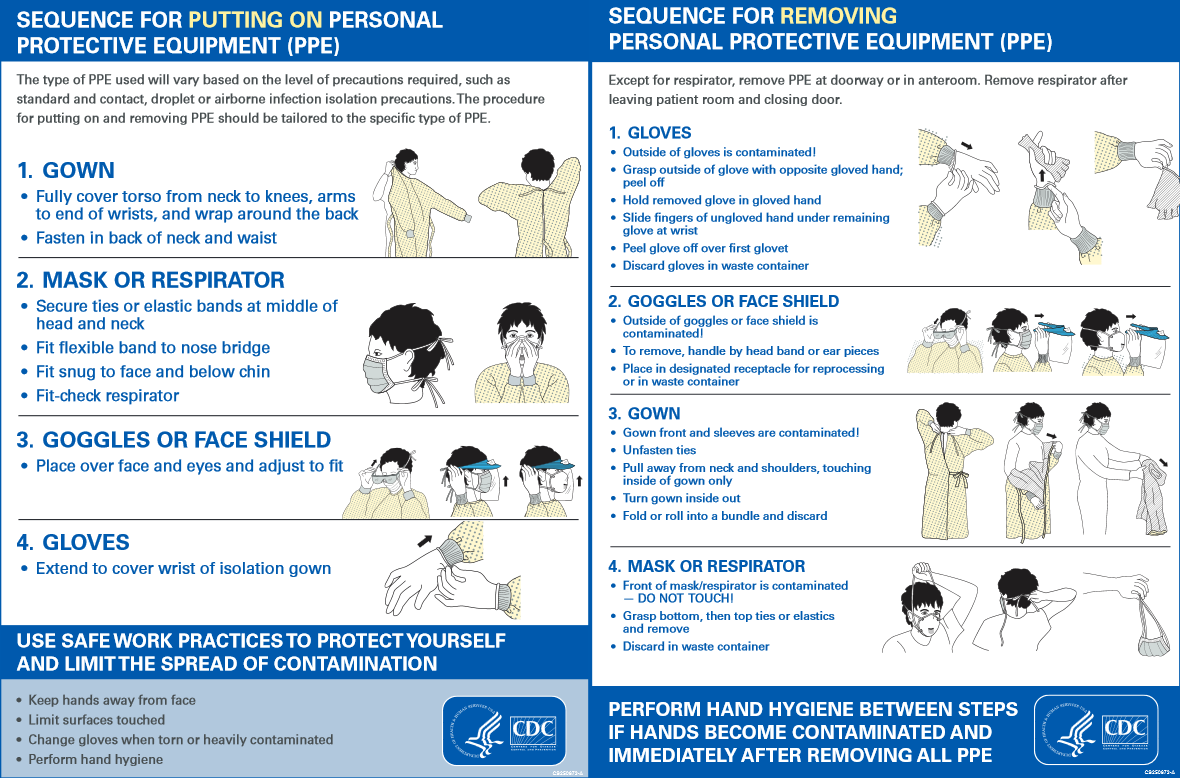 SEQUENCE FOR PUTTING ON PERSONAL
PROTECTIVE EQUIPMENT (PPE)
The type of PPE used will vary based on the level of precautions required, such as
standard and contact, droplet or airborne infection isolation precautions. The procedure
for putting on and removing PPE should be tailored to the specific type of PPE.
1. GOWN
• Fully cover torso from neck to knees, arms
to end of wrists, and wrap around the back
• Fasten in back of neck and waist
2. MASK OR RESPIRATOR
• Secure ties or elastic bands at middle of
head and neck
• Fit flexible band to nose bridge
• Fit snug to face and below chin
• Fit-check respirator
3. GOGGLES OR FACE SHIELD
• Place over face and eyes and adjust to fit
4. GLOVES
• Extend to cover wrist of isolation gown
USE SAFE WORK PRACTICES TO PROTECT YOURSELF
AND LIMIT THE SPREAD OF CONTAMINATION
• Keep hands away from face
• Limit surfaces touched
• Change gloves when torn or heavily contaminated
• Perform hand hygiene
CDC
SEQUENCE FOR REMOVING
PERSONAL PROTECTIVE EQUIPMENT (PPE)
Except for respirator, remove PPE at doorway or in anteroom. Remove respirator after
leaving patient room and closing door.
1. GLOVES
• Outside of gloves is contaminated!
• Grasp outside of glove with opposite gloved hand;
peel off
• Hold removed glove in gloved hand
• Slide fingers of ungloved hand under remaining
glove at wrist
• Peel glove off over first glovet
• Discard gloves in waste container
2. GOGGLES OR FACE SHIELD
• Outside of goggles or face shield is
contaminated!
• To remove, handle by head band or ear pieces
• Place in designated receptacle for reprocessing
or in waste container
3. GOWN
• Gown front and sleeves are contaminated!
• Unfasten ties
• Pull away from neck and shoulders, touching
inside of gown only
• Turn gown inside out
• Fold or roll into a bundle and discard
4. MASK OR RESPIRATOR
• Front of mask/respirator is contaminated
— DO NOT TOUCH!
• Grasp bottom, then top ties or elastics
and remove
• Discard in waste container
PERFORM HAND HYGIENE BETWEEN STEPS
IF HANDS BECOME CONTAMINATED AND
IMMEDIATELY AFTER REMOVING ALL PPE
CDC